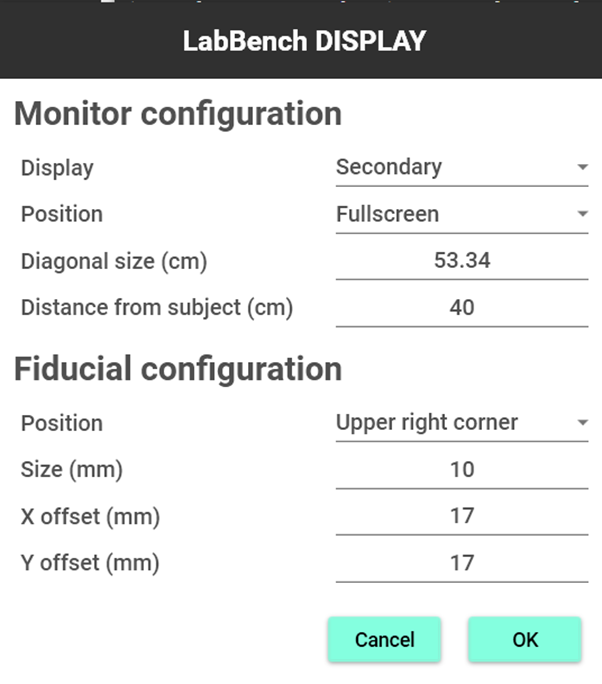 LabBench DISPLAY
Monitor configuration
Display Secondary
Position Fullscreen
Diagonal size (cm) 53.34
Distance from subject (cm) 40
Fiducial configuration
Position Upper right corner
Size (mm) 10
X offset (mm) 17
Y offset (mm) 17
Cancel OK